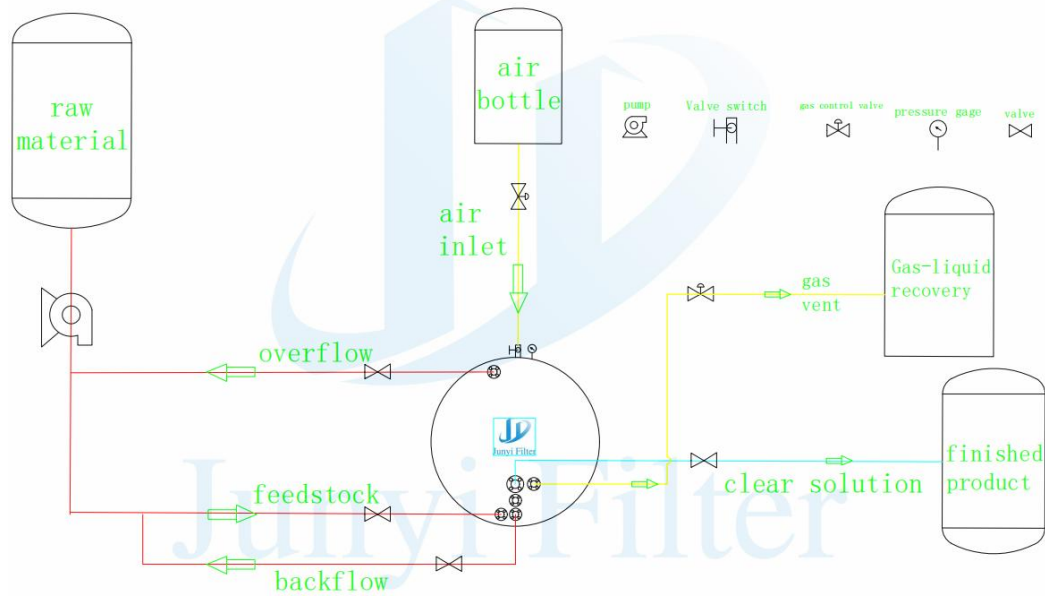 raw
material
air
bottle
pump
Valve switch
gas control valve
pressure gage
valve
air
inlet
Gas-liquid
recovery
gas
vent
overflow
Junyi Filter
finished
product
clear solution
feedstock
backflow
Junyi Filter